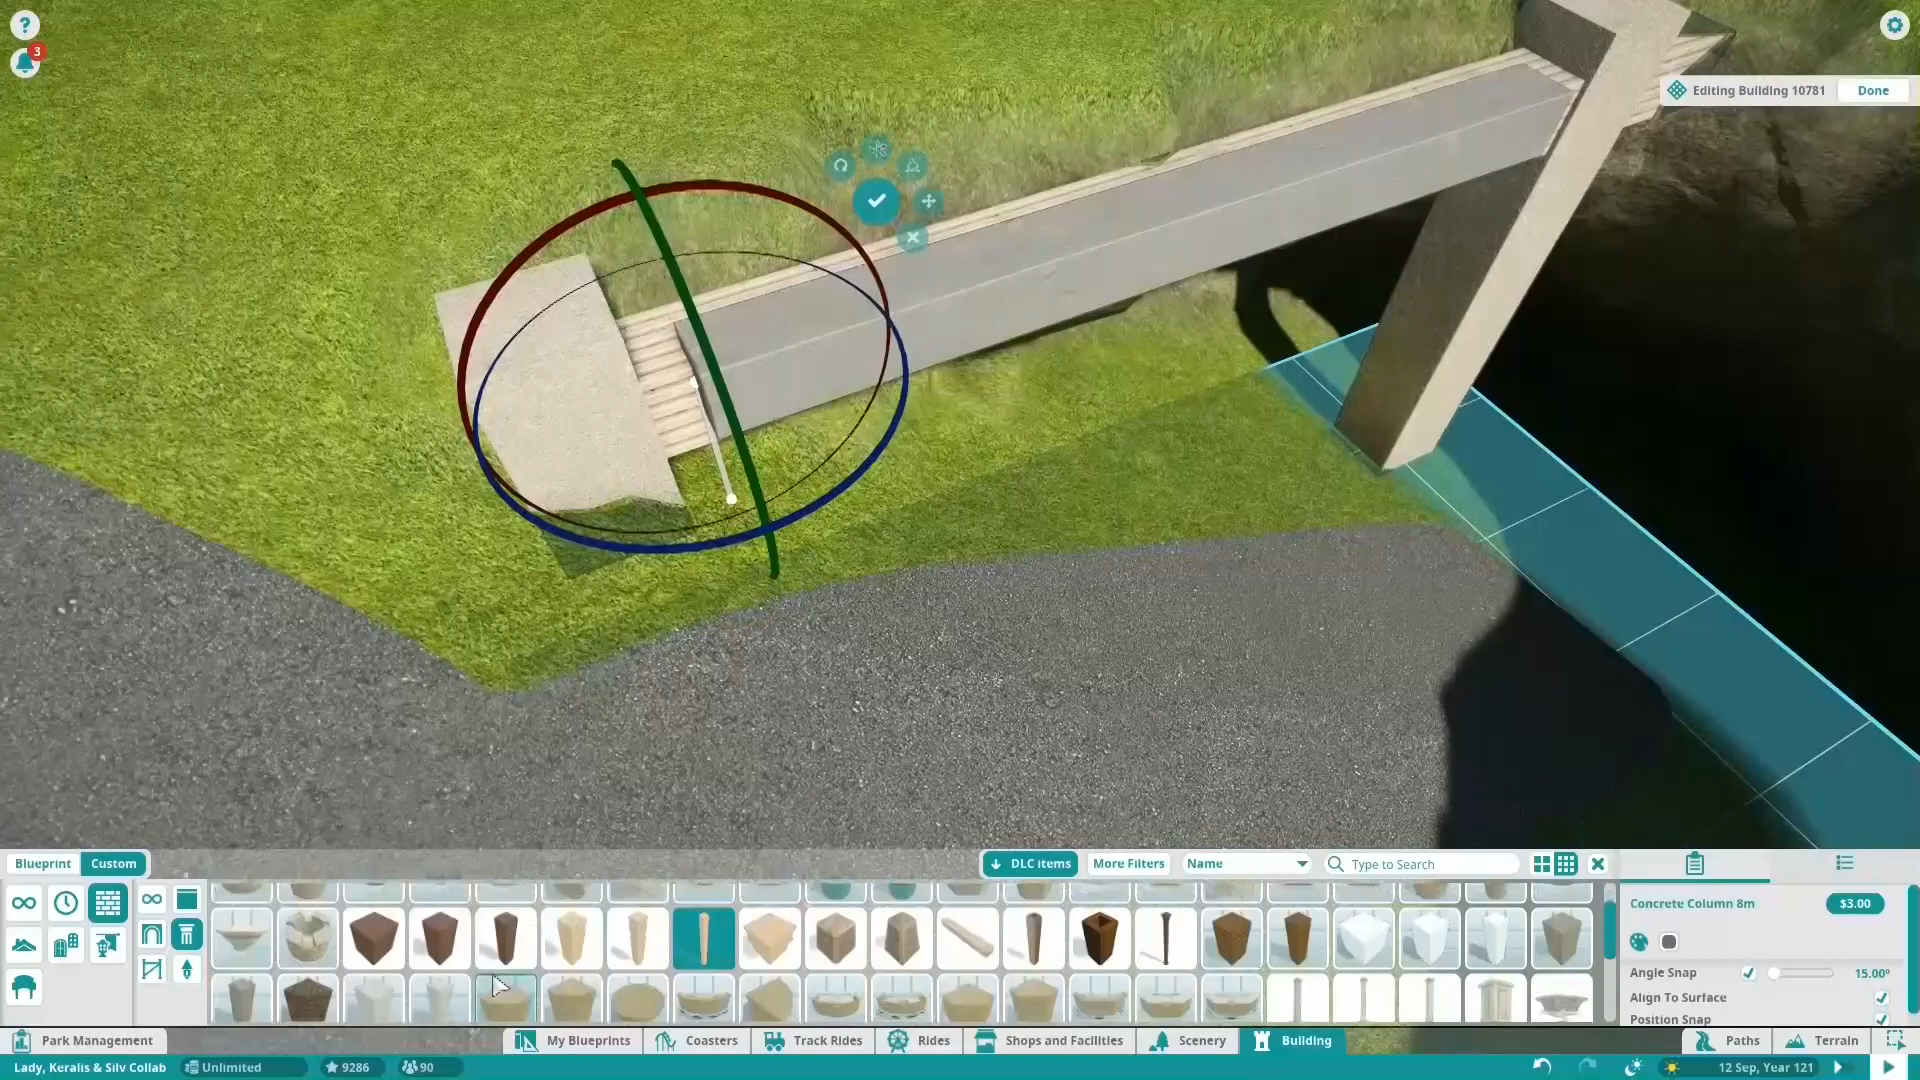 ?
3
Editing Building 10781
Done
Blueprint
Custom
DLC items
More Filters
Name
Type to Search
Concrete Column 8m
$3.00
Angle Snap
15.00°
Align To Surface
Position Snap
Park Management
My Blueprints
Coasters
Track Rides
Rides
Shops and Facilities
Scenery
Building
Paths
Terrain
Lady, Keralis & Silv Collab
Unlimited
9286
90
12 Sep, Year 121